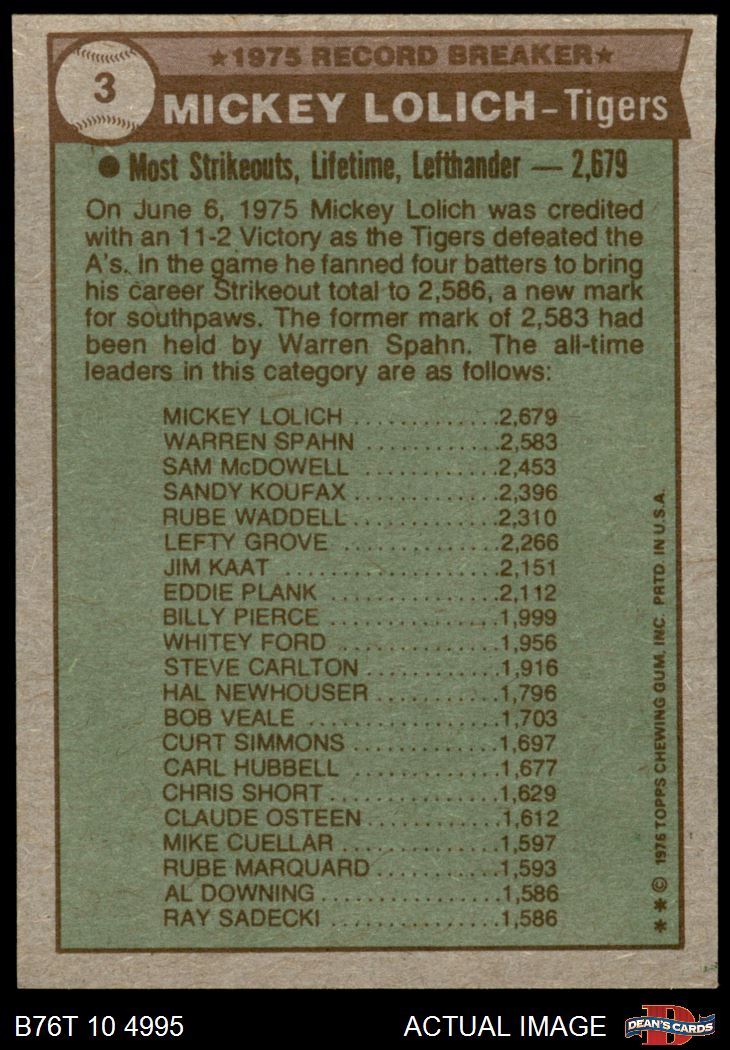 ★1975 RECORD BREAKER★
3
MICKEY LOLICH–Tigers
● Most Strikeouts, Lifetime, Lefthander — 2,679
On June 6, 1975 Mickey Lolich was credited
with an 11-2 Victory as the Tigers defeated the
A's. In the game he fanned four batters to bring
his career Strikeout total to 2,586, a new mark
for southpaws. The former mark of 2,583 had
been held by Warren Spahn. The all-time
leaders in this category are as follows:
MICKEY LOLICH .............2,679
WARREN SPAHN ............2,583
SAM McDOWELL ............2,453
SANDY KOUFAX .............2,396
RUBE WADDELL.............2,310
LEFTY GROVE ..............2,266
JIM KAAT ...................2,151
EDDIE PLANK ...............2,112
BILLY PIERCE ...............1,999
WHITEY FORD ..............1,956
STEVE CARLTON............1,916
HAL NEWHOUSER...........1,796
BOB VEALE .................1,703
CURT SIMMONS .............1,697
CARL HUBBELL .............1,677
CHRIS SHORT...............1,629
CLAUDE OSTEEN............1,612
MIKE CUELLAR..............1,597
RUBE MARQUARD...........1,593
AL DOWNING................1,586
RAY SADECKI ...............1,586
★★© 1976 TOPPS CHEWING GUM, INC. PRTD. IN U.S.A.
B76T 10 4995
ACTUAL IMAGE
D
DEAN'S CARDS